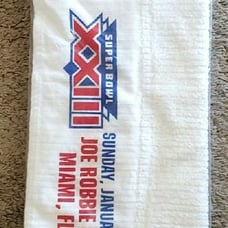 SUPER BOWL
XXIII
SUNDAY, JANUA
JOE ROBBIE
MIAMI, FL